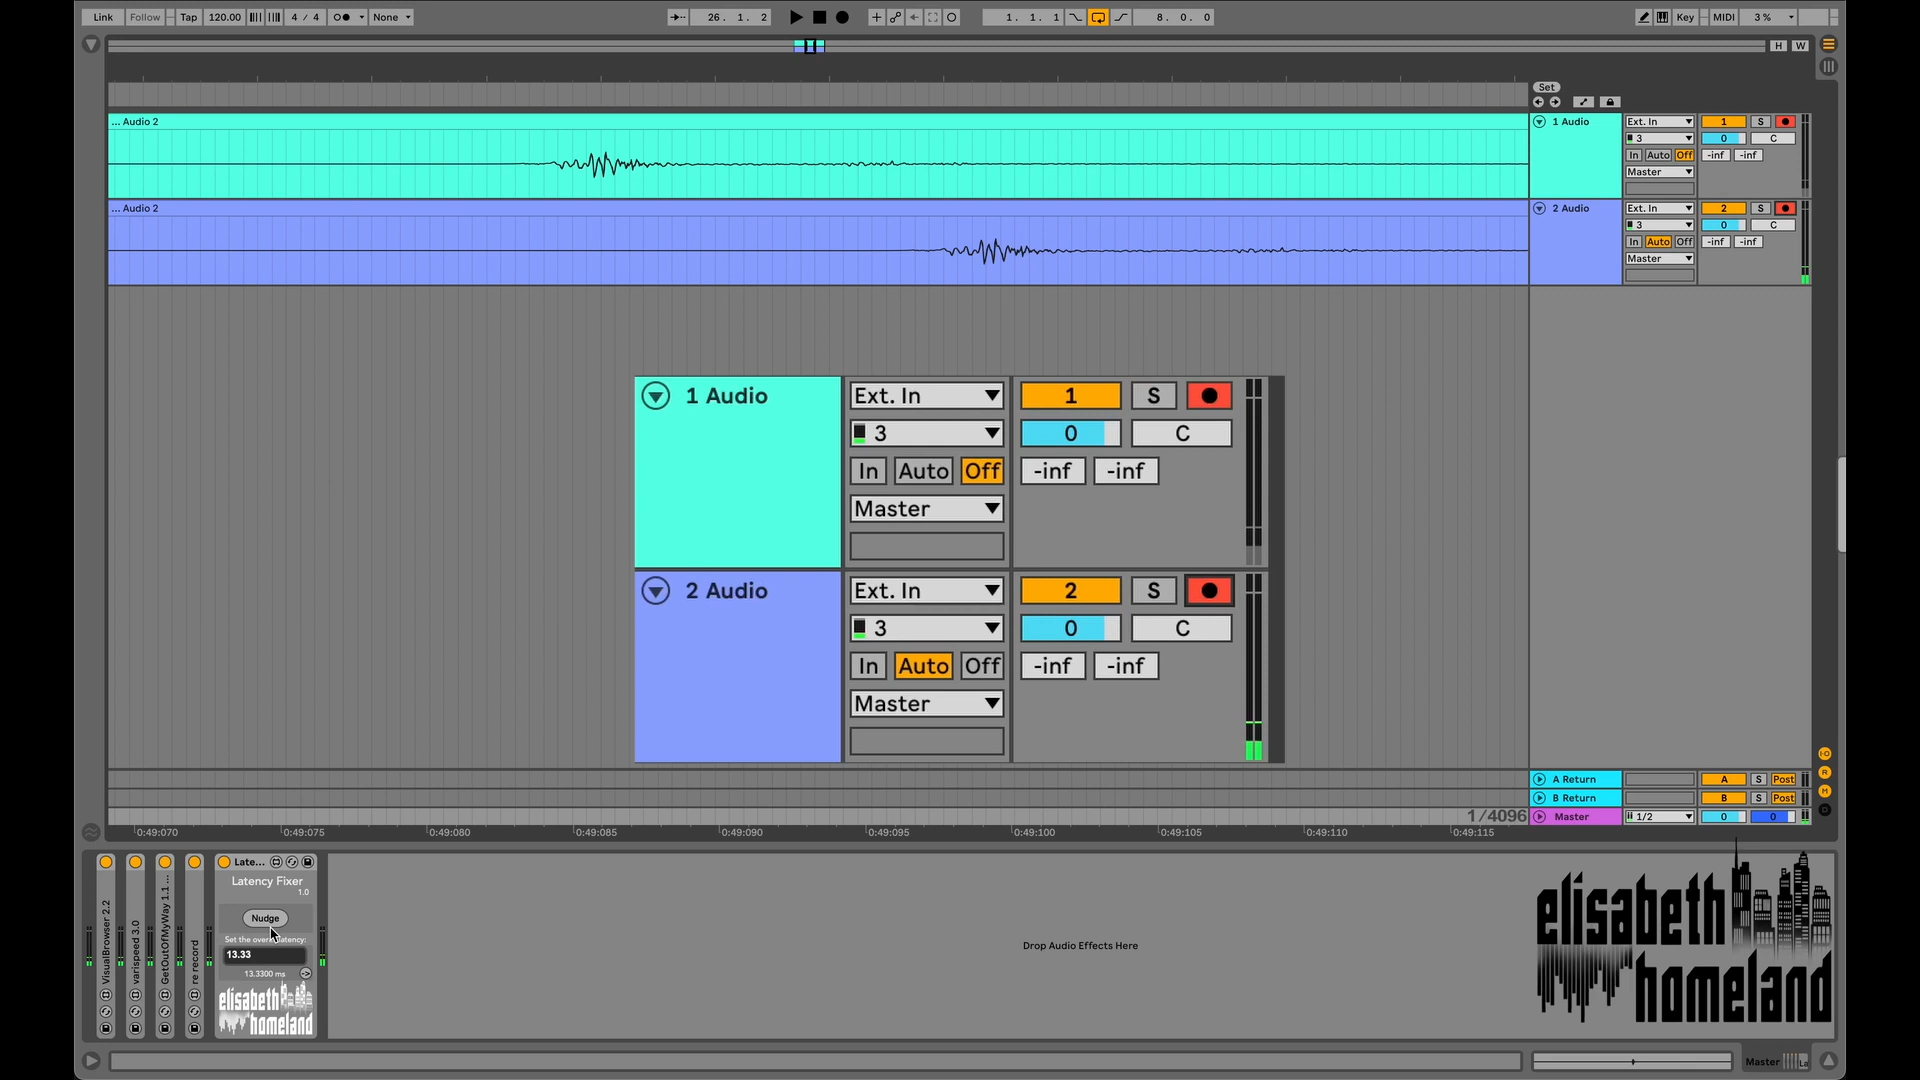 Link Follow Tap 120.00 4 / 4 None 26. 1. 2 1. 1. 1 8. 0. 0 Key MIDI 3 %
H W
Set
... Audio 2 1 Audio Ext. In 1 S
3 0 C
In Auto Off -inf -inf
Master
... Audio 2 2 Audio Ext. In 2 S
3 0 C
In Auto Off -inf -inf
Master
1 Audio Ext. In 1 S
3 0 C
In Auto Off -inf -inf
Master
2 Audio Ext. In 2 S
3 0 C
In Auto Off -inf -inf
Master
A Return A S Post
B Return B S Post
1/4096 Master 1/2 0 0
0:49:070 0:49:075 0:49:080 0:49:085 0:49:090 0:49:095 0:49:100 0:49:105 0:49:110 0:49:115
VisualBrowser 2.2
varispeed 3.0
GetOutOfMyWay 1.1 ...
re record
Late...
Latency Fixer
1.0
Nudge
Set the overall latency:
13.33
13.3300 ms
elisabeth
homeland
Drop Audio Effects Here
elisabeth
homeland
Master